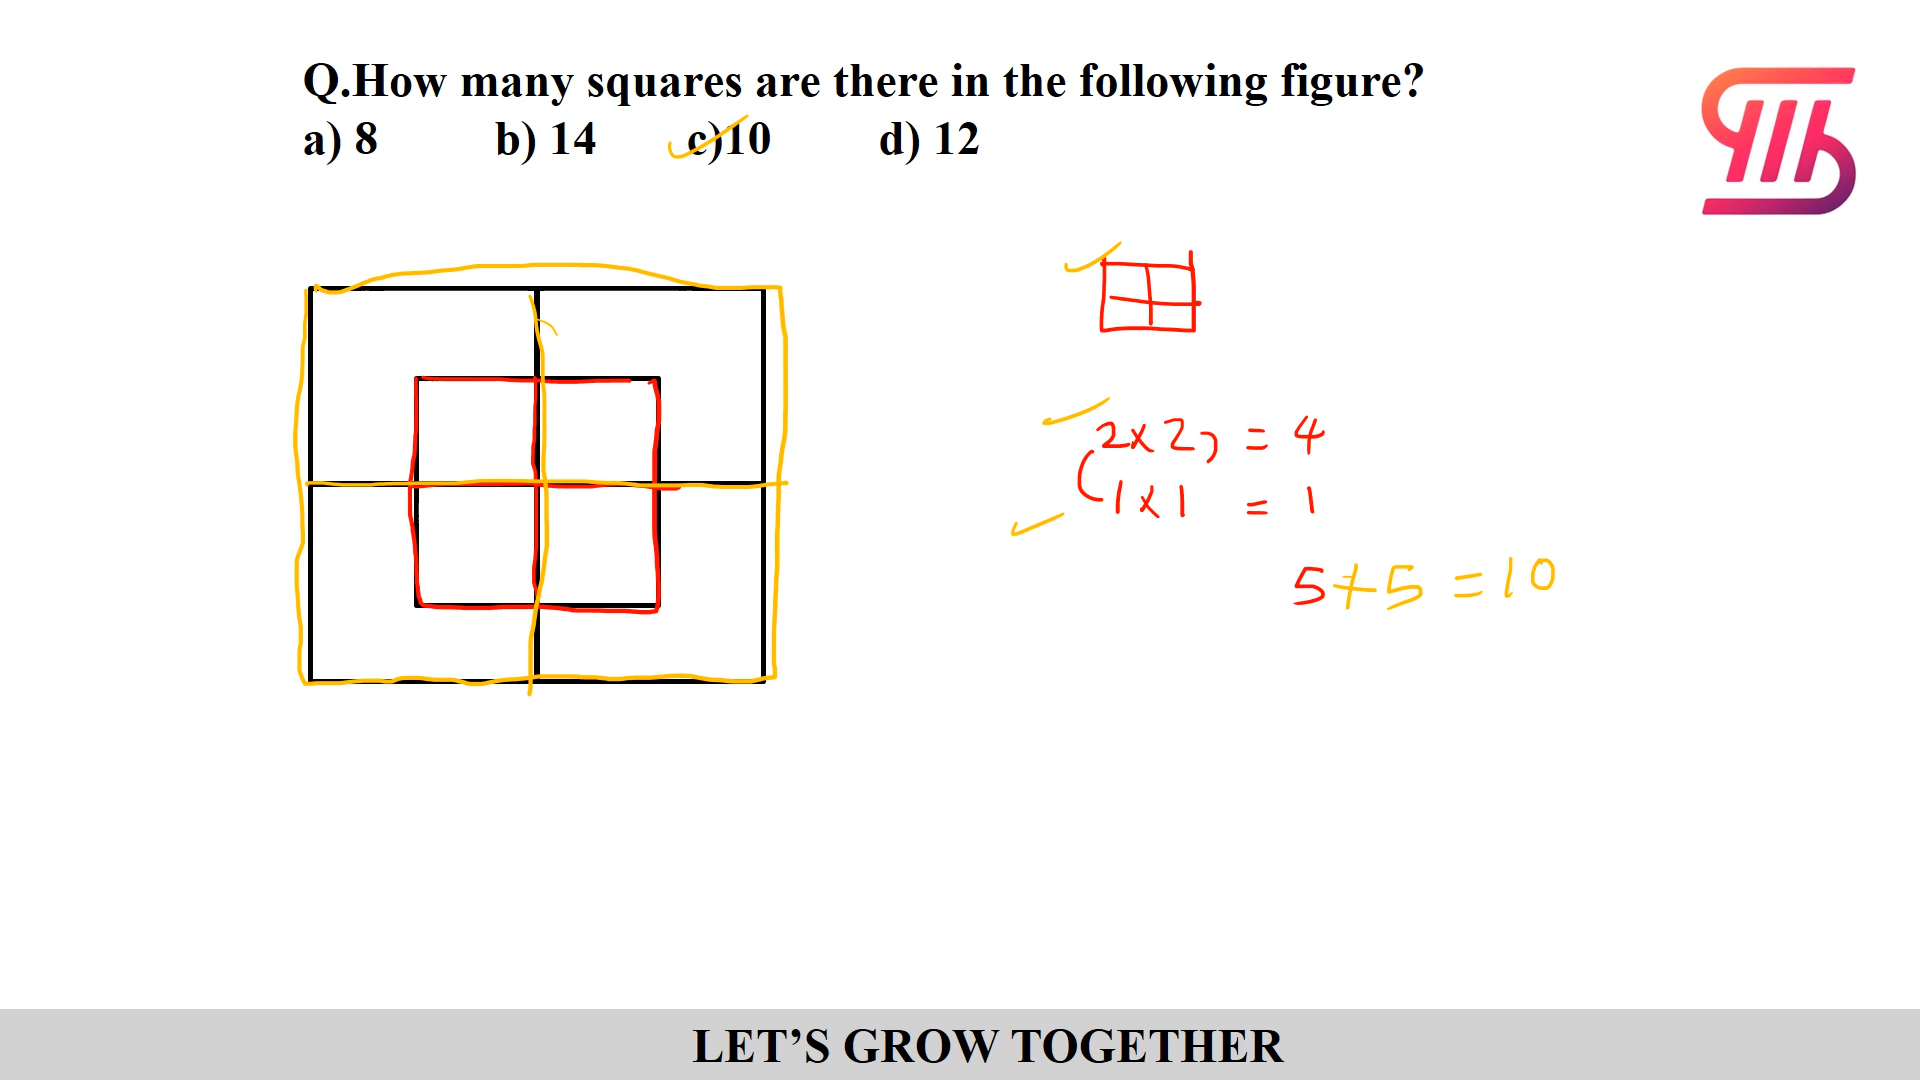 Q.How many squares are there in the following figure?
a) 8 b) 14 c)10 d) 12
2x2, = 4
1x1 = 1
5+5 = 10
LET’S GROW TOGETHER